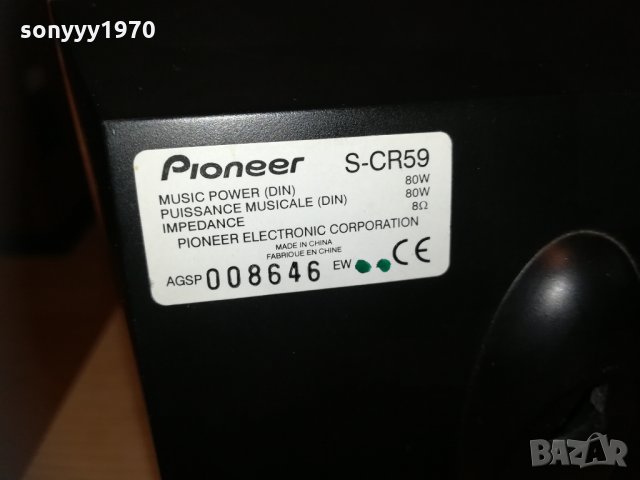 sonyyy1970
Pioneer S-CR59
MUSIC POWER (DIN) 80W
PUISSANCE MUSICALE (DIN) 80W
IMPEDANCE 8Ω
PIONEER ELECTRONIC CORPORATION
MADE IN CHINA
FABRIQUE EN CHINE
AGSP 008646 EW CE
BAZAR